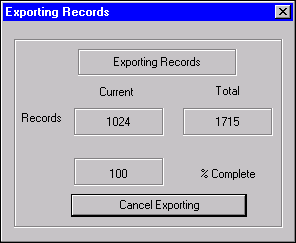 Exporting Records
Exporting Records
Current Total
Records 1024 1715
100 % Complete
Cancel Exporting